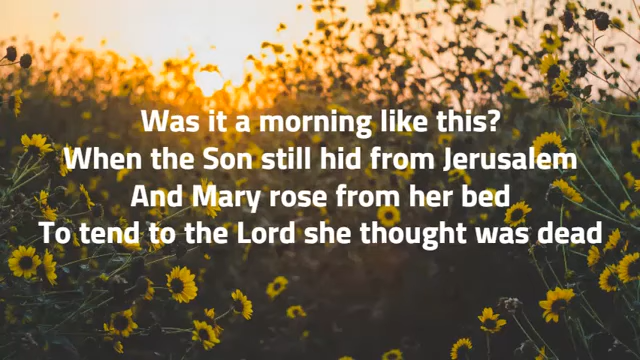 Was it a morning like this?
When the Son still hid from Jerusalem
And Mary rose from her bed
To tend to the Lord she thought was dead